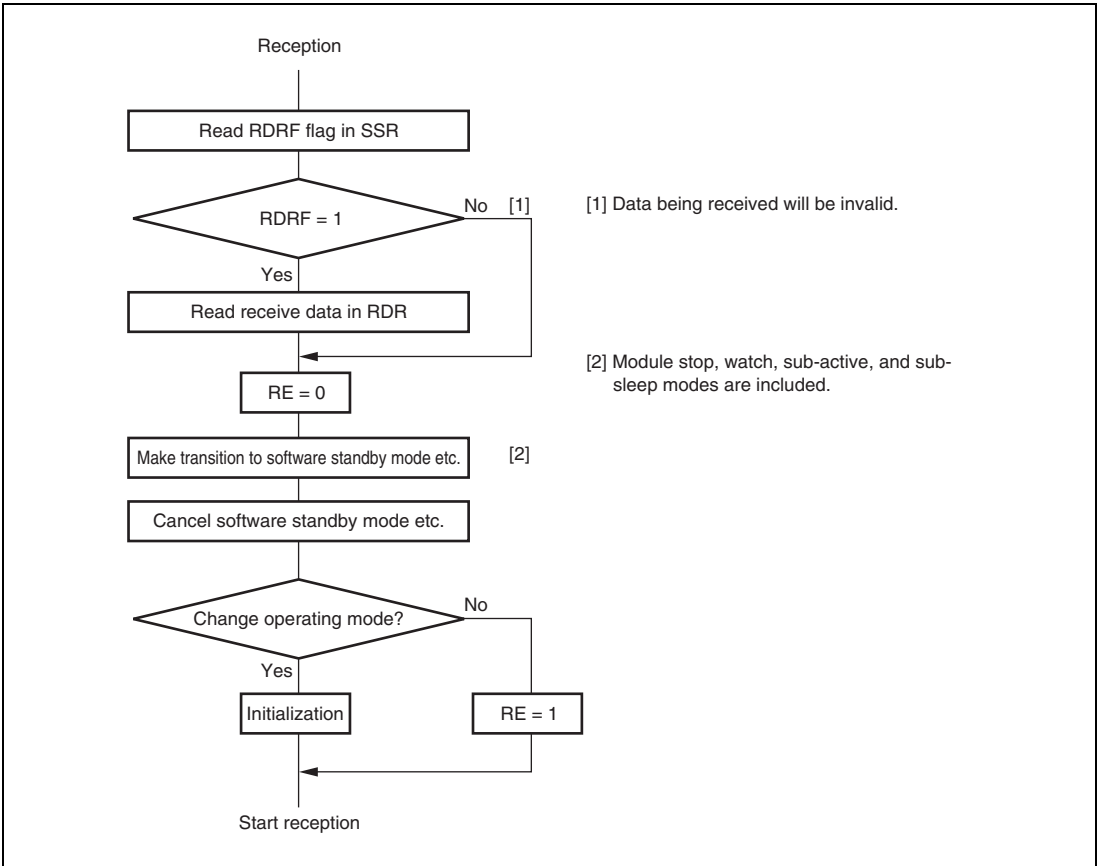 Reception
Read RDRF flag in SSR
RDRF = 1
No [1]
[1] Data being received will be invalid.
Yes
Read receive data in RDR
[2] Module stop, watch, sub-active, and sub-
sleep modes are included.
RE = 0
Make transition to software standby mode etc.
[2]
Cancel software standby mode etc.
Change operating mode?
No
Yes
Initialization
RE = 1
Start reception